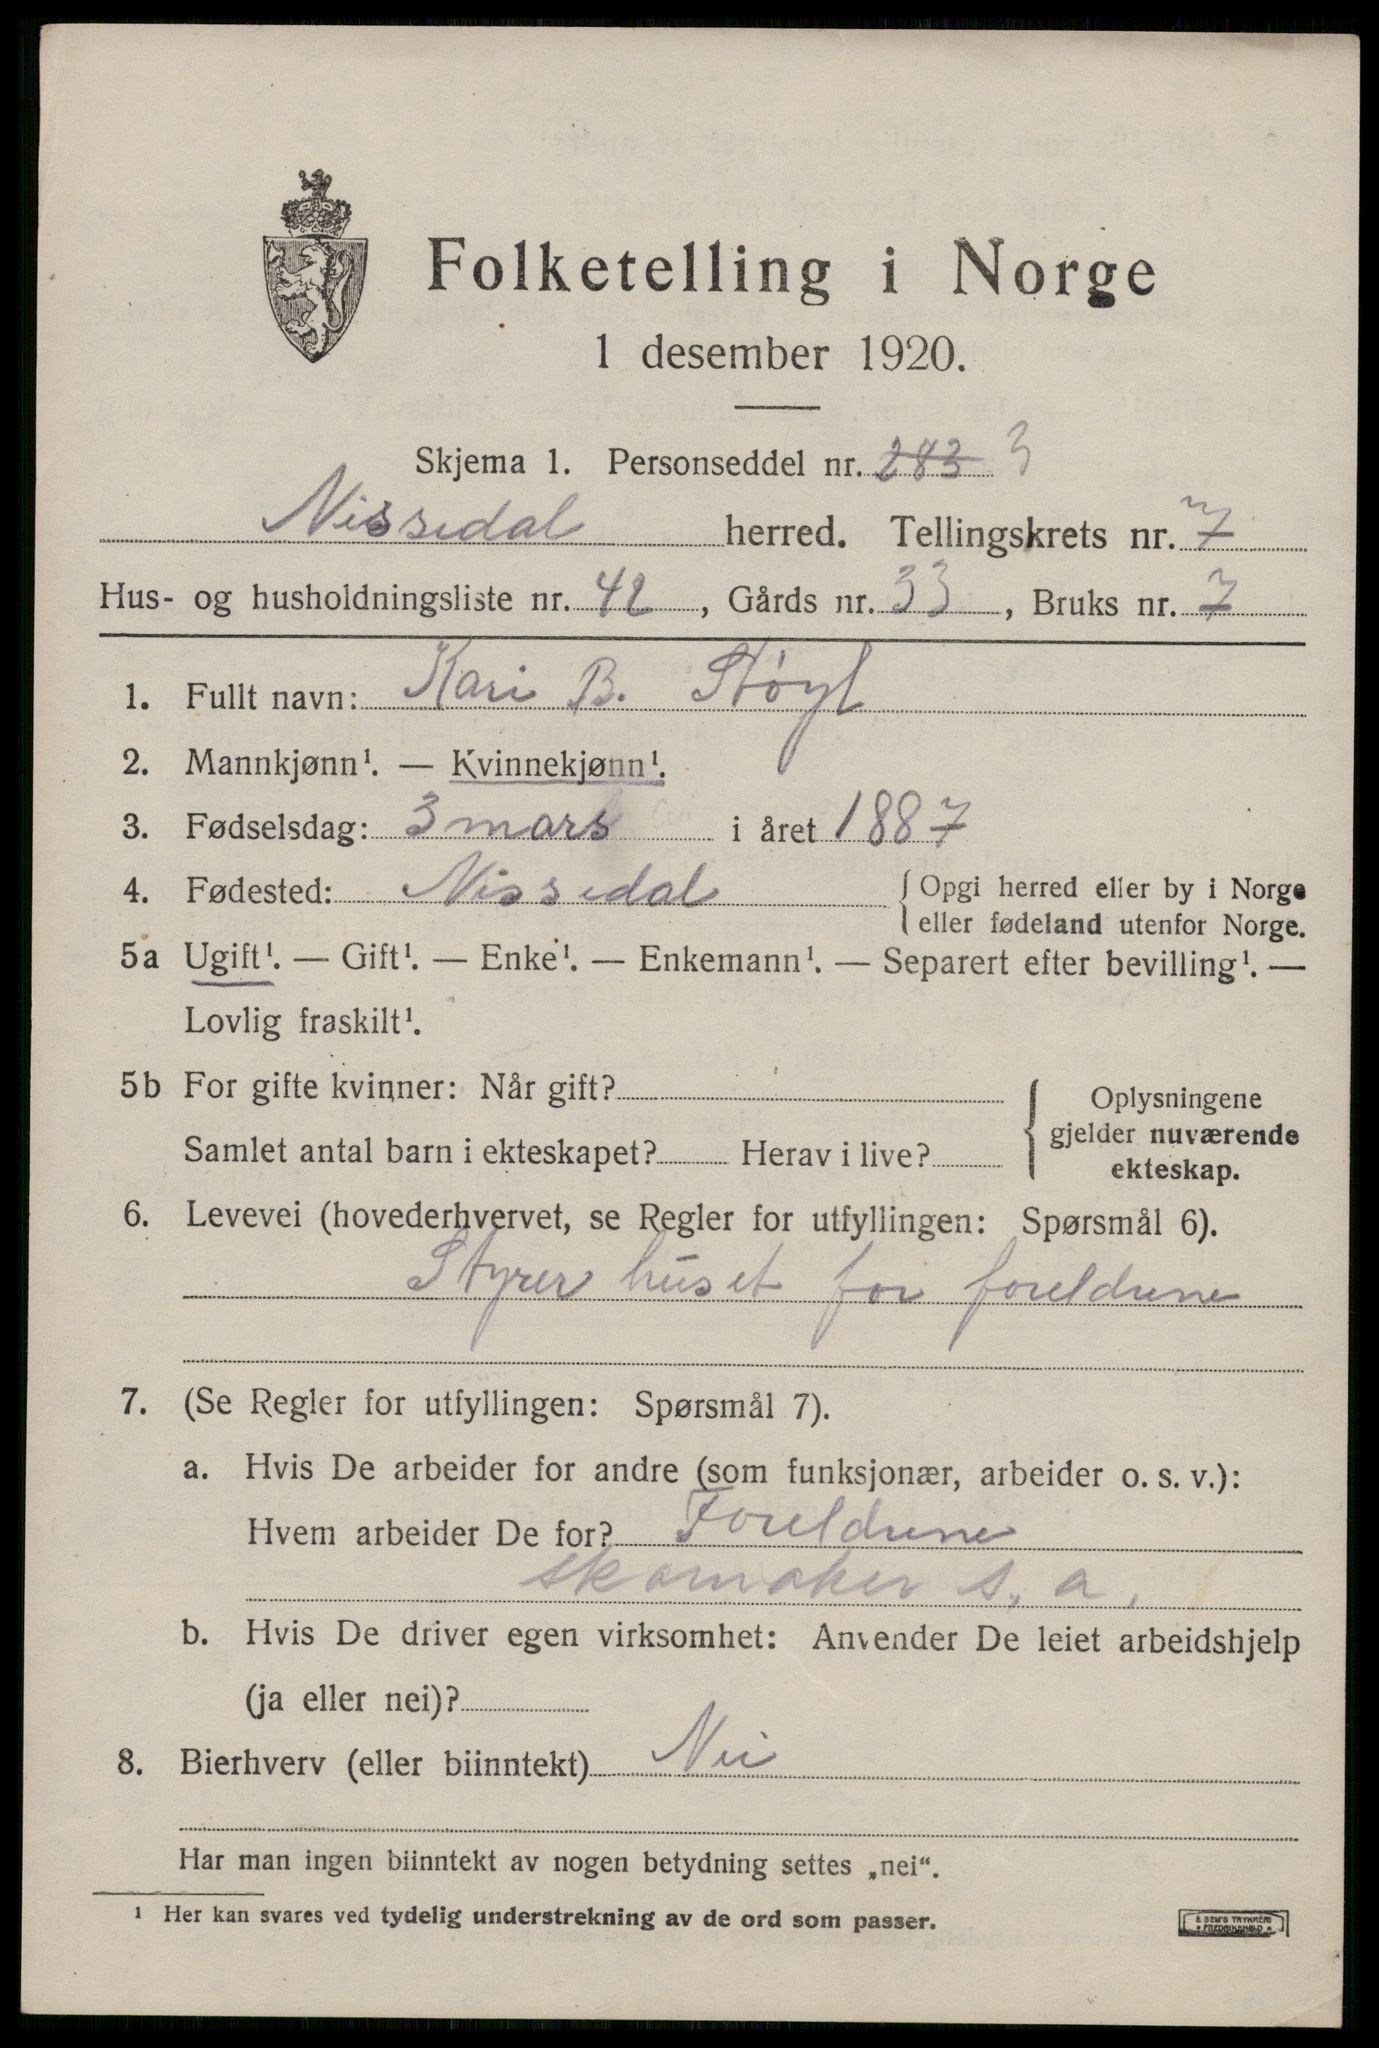 Folketelling i Norge
1 desember 1920.
Skjema 1. Personseddel nr. 283 3
Nissedal herred. Tellingskrets nr. 7
Hus- og husholdningsliste nr. 42, Gårds nr. 33, Bruks nr. 7
1. Fullt navn: Kari B. Støyl
2. Mannkjønn¹. — Kvinnekjønn¹.
3. Fødselsdag: 3 mars i året 1887
4. Fødested: Nissedal { Opgi herred eller by i Norge
eller fødeland utenfor Norge.
5a Ugift¹. — Gift¹. — Enke¹. — Enkemann¹. — Separert efter bevilling¹. —
Lovlig fraskilt¹.
5b For gifte kvinner: Når gift?
Samlet antal barn i ekteskapet? Herav i live?
{ Oplysningene
gjelder nuværende
ekteskap.
6. Levevei (hovederhvervet, se Regler for utfyllingen: Spørsmål 6).
Styrer huset for foreldrene
7. (Se Regler for utfyllingen: Spørsmål 7).
a. Hvis De arbeider for andre (som funksjonær, arbeider o. s. v.):
Hvem arbeider De for? Foreldrene
skomaker s. a.
b. Hvis De driver egen virksomhet: Anvender De leiet arbeidshjelp
(ja eller nei)?
8. Bierhverv (eller biinntekt) Nei
Har man ingen biinntekt av nogen betydning settes „nei“.
¹ Her kan svares ved tydelig understrekning av de ord som passer.
E SEM'S TRYKKERI
FREDRIKSHALD